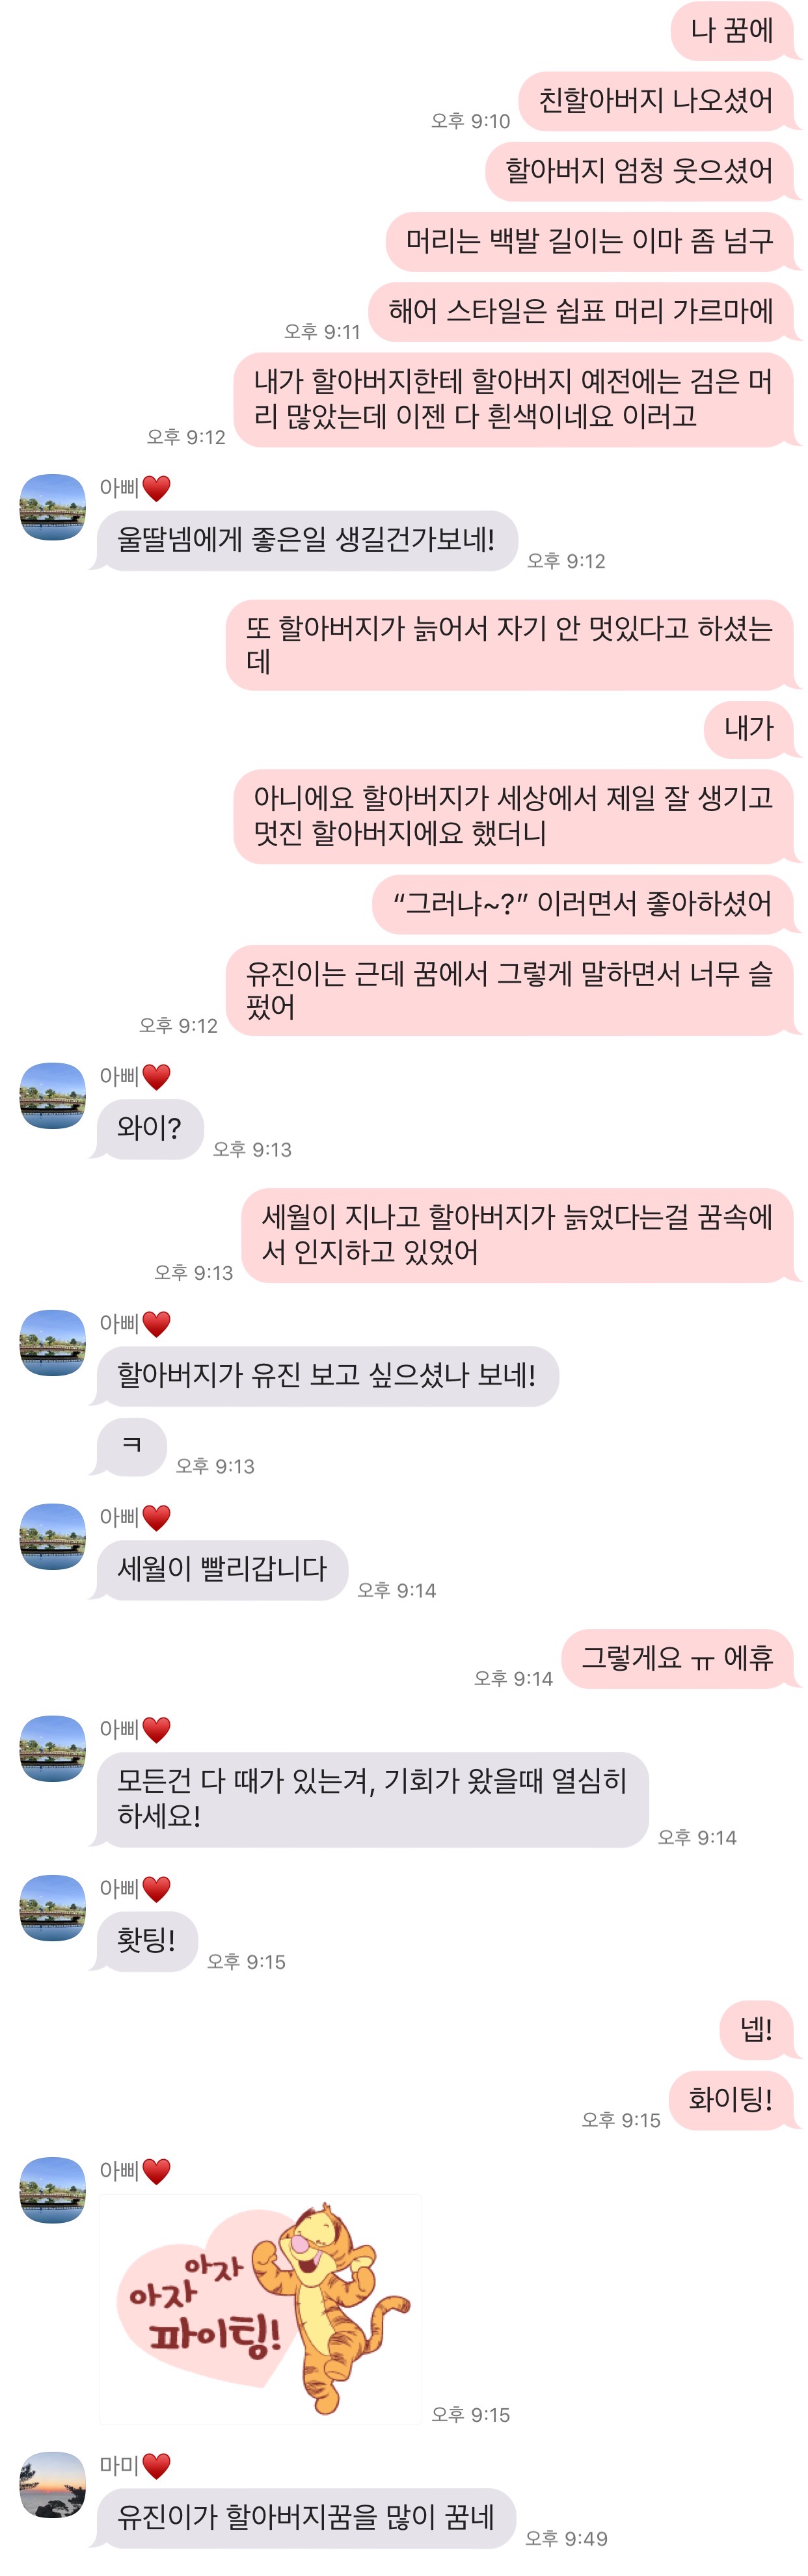 나 꿈에
친할아버지 나오셨어
오후 9:10
할아버지 엄청 웃으셨어
머리는 백발 길이는 이마 좀 넘구
해어 스타일은 쉽표 머리 가르마에
오후 9:11
내가 할아버지한테 할아버지 예전에는 검은 머
리 많았는데 이젠 다 흰색이네요 이러고
오후 9:12
아삐♥️
울딸넴에게 좋은일 생길건가보네!
오후 9:12
또 할아버지가 늙어서 자기 안 멋있다고 하셨는
데
내가
아니에요 할아버지가 세상에서 제일 잘 생기고
멋진 할아버지에요 했더니
“그러냐~?” 이러면서 좋아하셨어
유진이는 근데 꿈에서 그렇게 말하면서 너무 슬
펐어
오후 9:12
아삐♥️
와이?
오후 9:13
세월이 지나고 할아버지가 늙었다는걸 꿈속에
서 인지하고 있었어
오후 9:13
아삐♥️
할아버지가 유진 보고 싶으셨나 보네!
ㅋ
오후 9:13
아삐♥️
세월이 빨리갑니다
오후 9:14
그렇게요 ㅠ 에휴
오후 9:14
아삐♥️
모든건 다 때가 있는겨, 기회가 왔을때 열심히
하세요!
오후 9:14
아삐♥️
홧팅!
오후 9:15
넵!
화이팅!
오후 9:15
아삐♥️
아자
아자
파이팅!
오후 9:15
마미♥️
유진이가 할아버지꿈을 많이 꿈네
오후 9:49